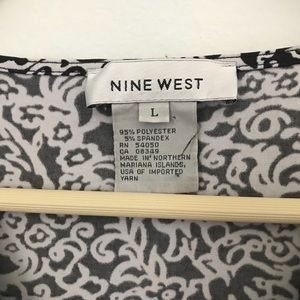 NINE WEST
L
95% POLYESTER
5% SPANDEX
RN 54050
CA 08349
MADE IN NORTHERN
MARIANA ISLANDS,
USA OF IMPORTED
YARN